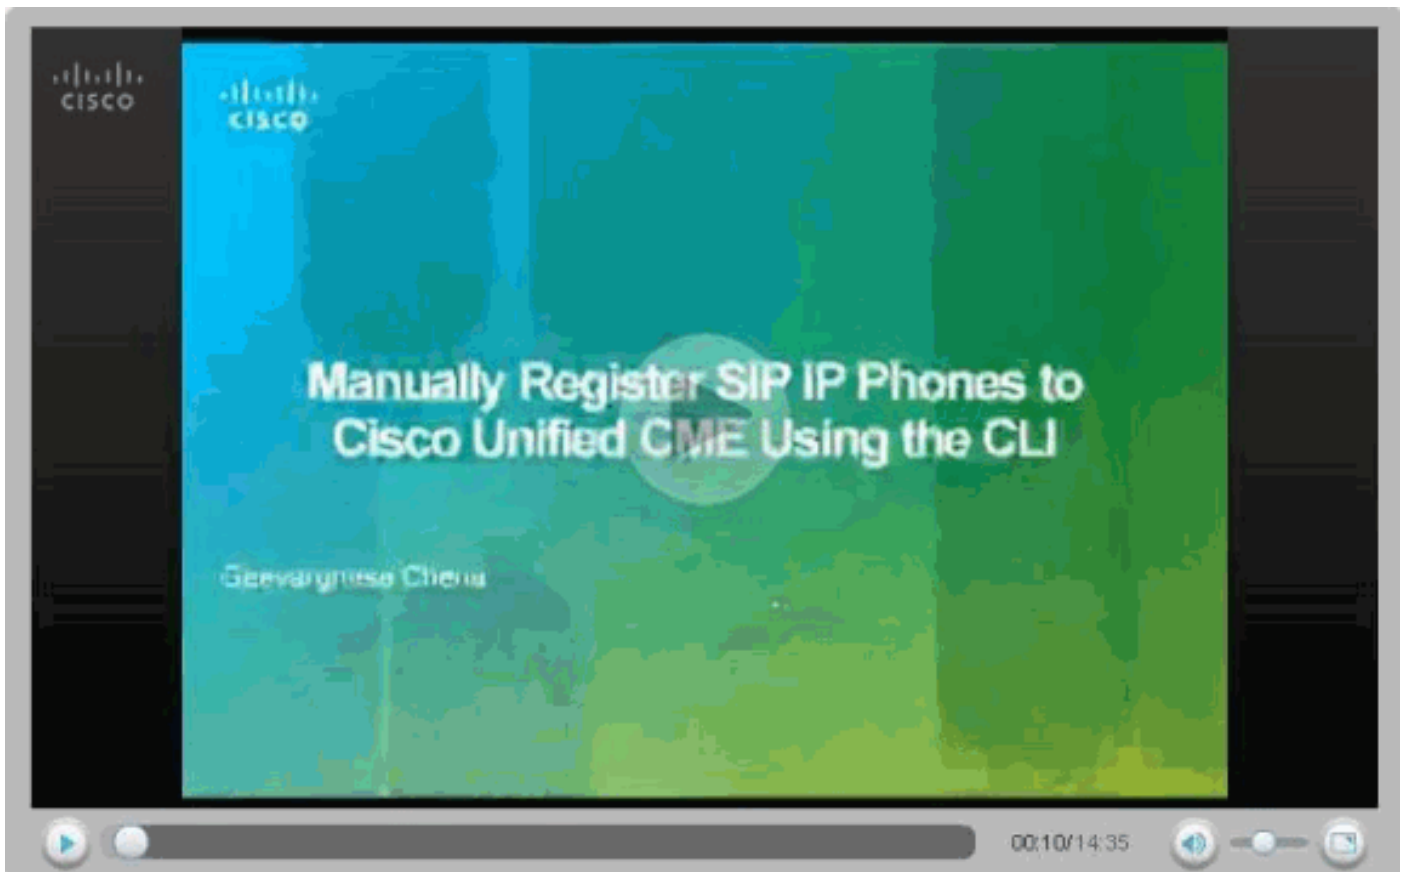 CISCO
CISCO
Manually Register SIP IP Phones to
Cisco Unified CME Using the CLI
00:10/14:35